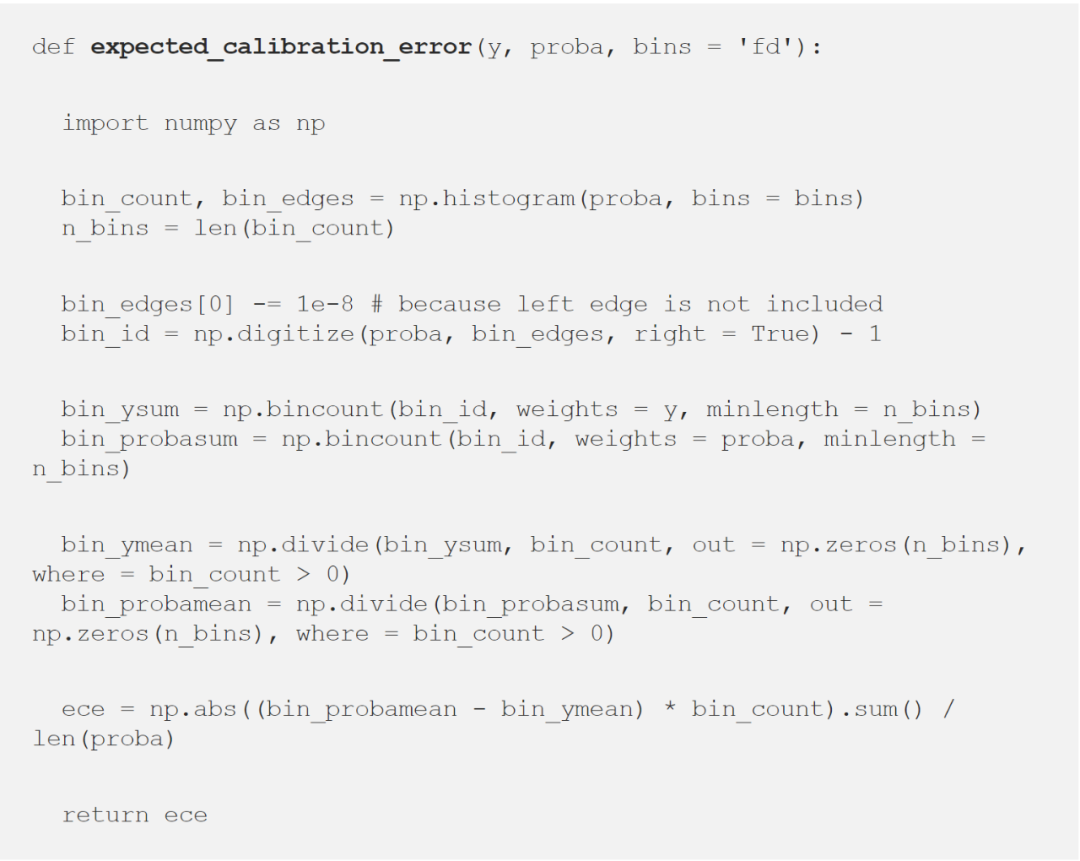 def expected_calibration_error(y, proba, bins = 'fd'):
  import numpy as np
  bin_count, bin_edges = np.histogram(proba, bins = bins)
  n_bins = len(bin_count)
  bin_edges[0] -= 1e-8 # because left edge is not included
  bin_id = np.digitize(proba, bin_edges, right = True) - 1
  bin_ysum = np.bincount(bin_id, weights = y, minlength = n_bins)
  bin_probasum = np.bincount(bin_id, weights = proba, minlength =
n_bins)
  bin_ymean = np.divide(bin_ysum, bin_count, out = np.zeros(n_bins),
where = bin_count > 0)
  bin_probamean = np.divide(bin_probasum, bin_count, out =
np.zeros(n_bins), where = bin_count > 0)
  ece = np.abs((bin_probamean - bin_ymean) * bin_count).sum() /
len(proba)
  return ece